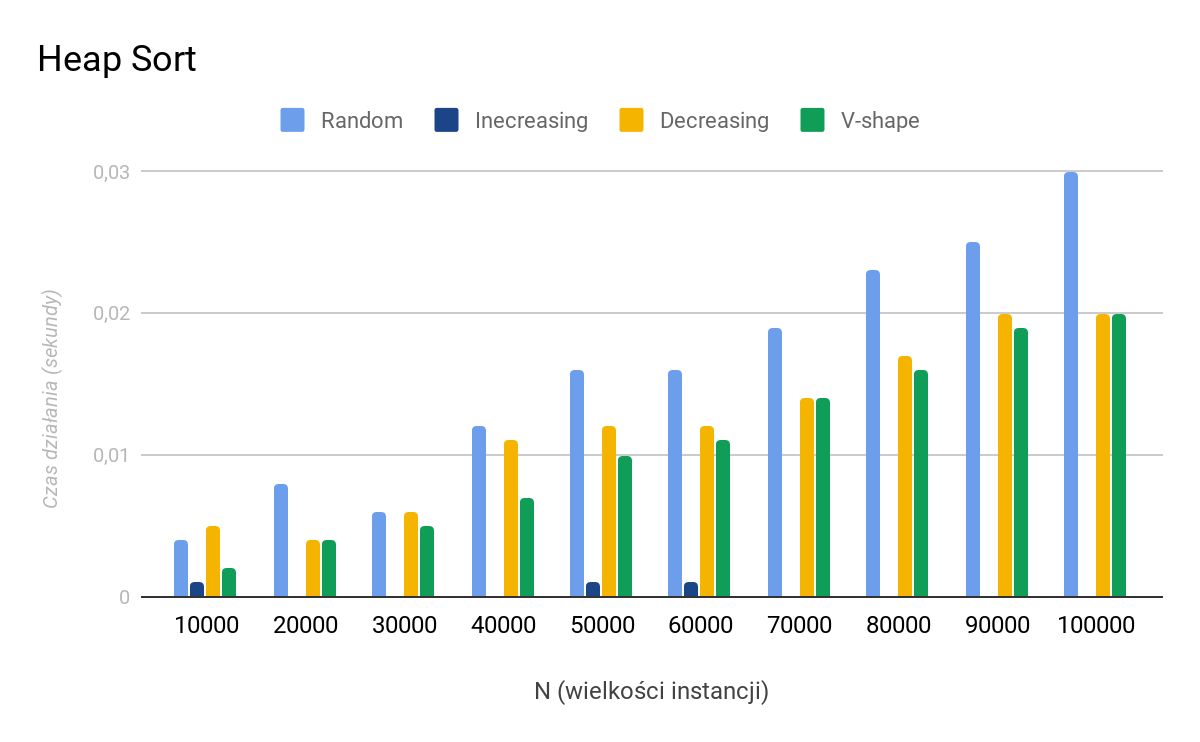 Heap Sort
Random Inecreasing Decreasing V-shape
0,03
0,02
0,01
0
Czas działania (sekundy)
10000 20000 30000 40000 50000 60000 70000 80000 90000 100000
N (wielkości instancji)